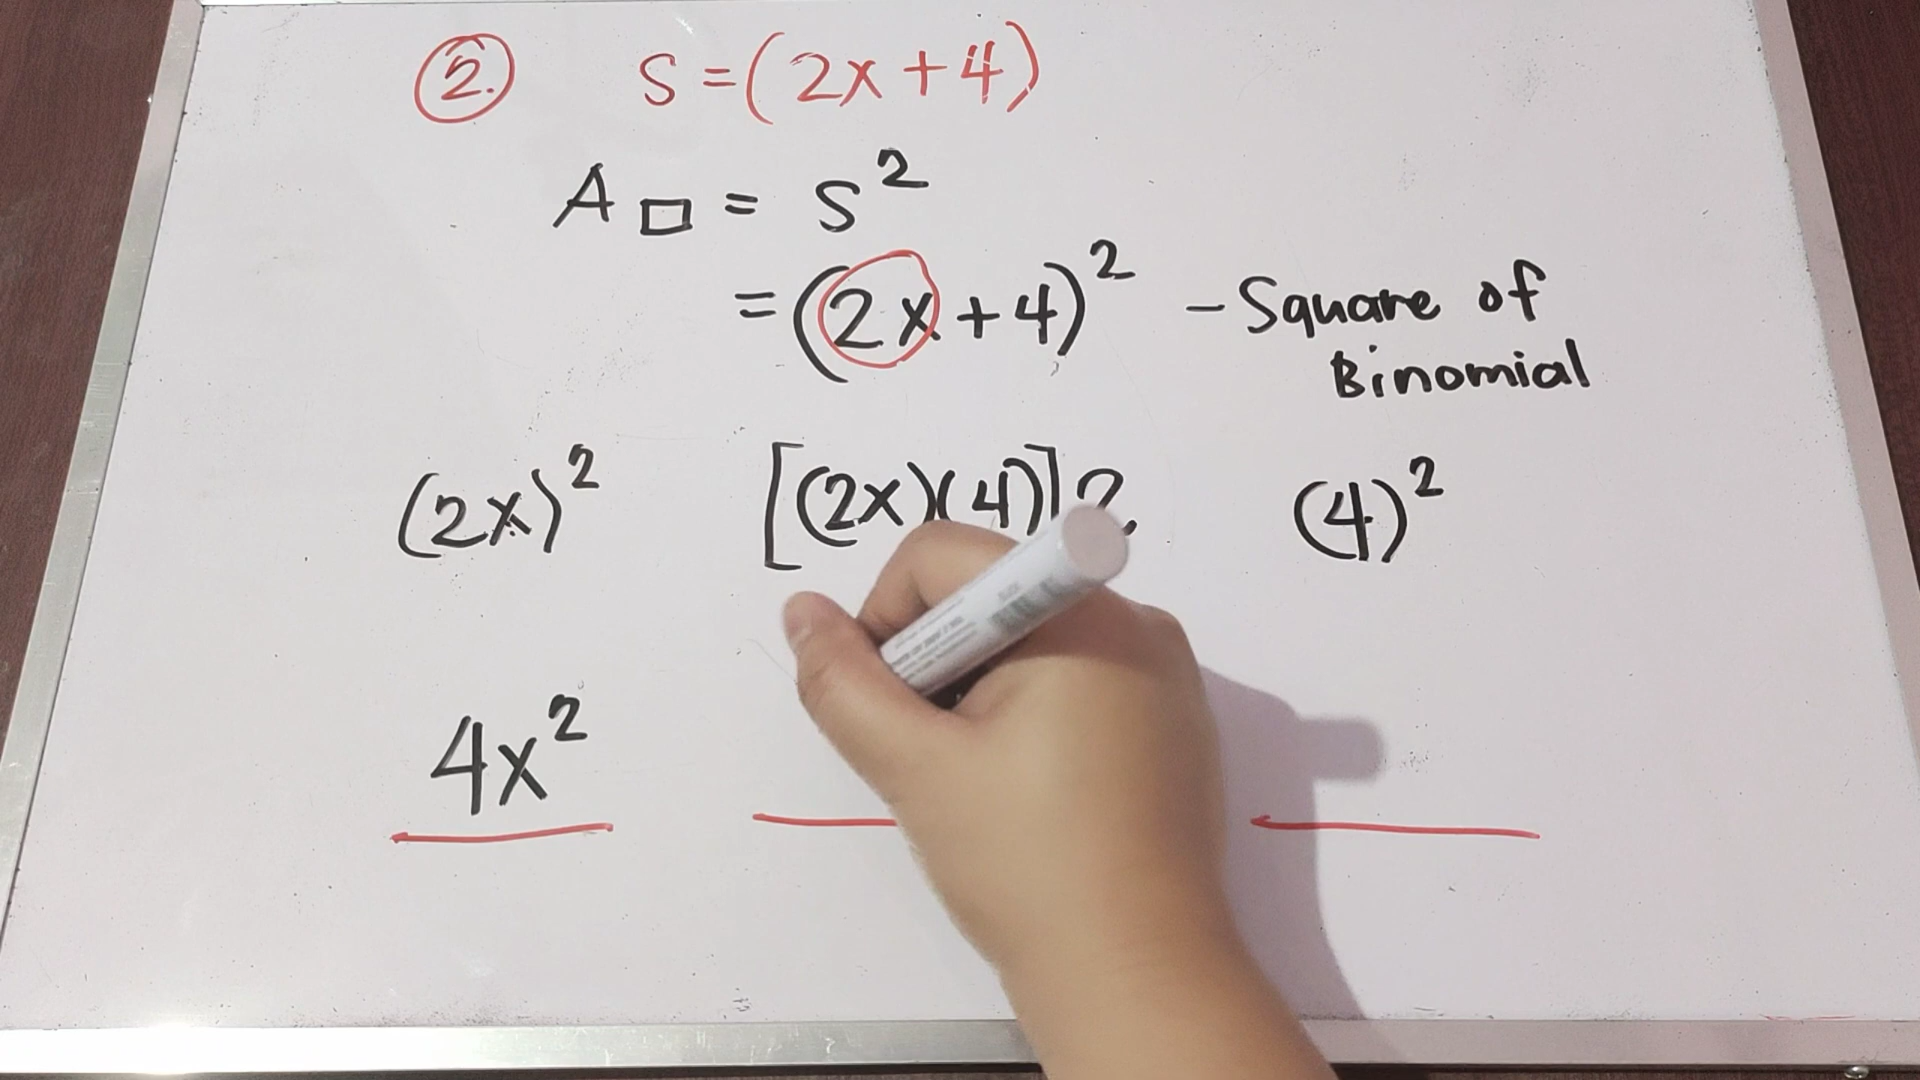 2. S = (2x + 4)
A □ = S²
= (2x + 4)² - Square of
Binomial
(2x)² [(2x)(4)] 2 (4)²
4x²